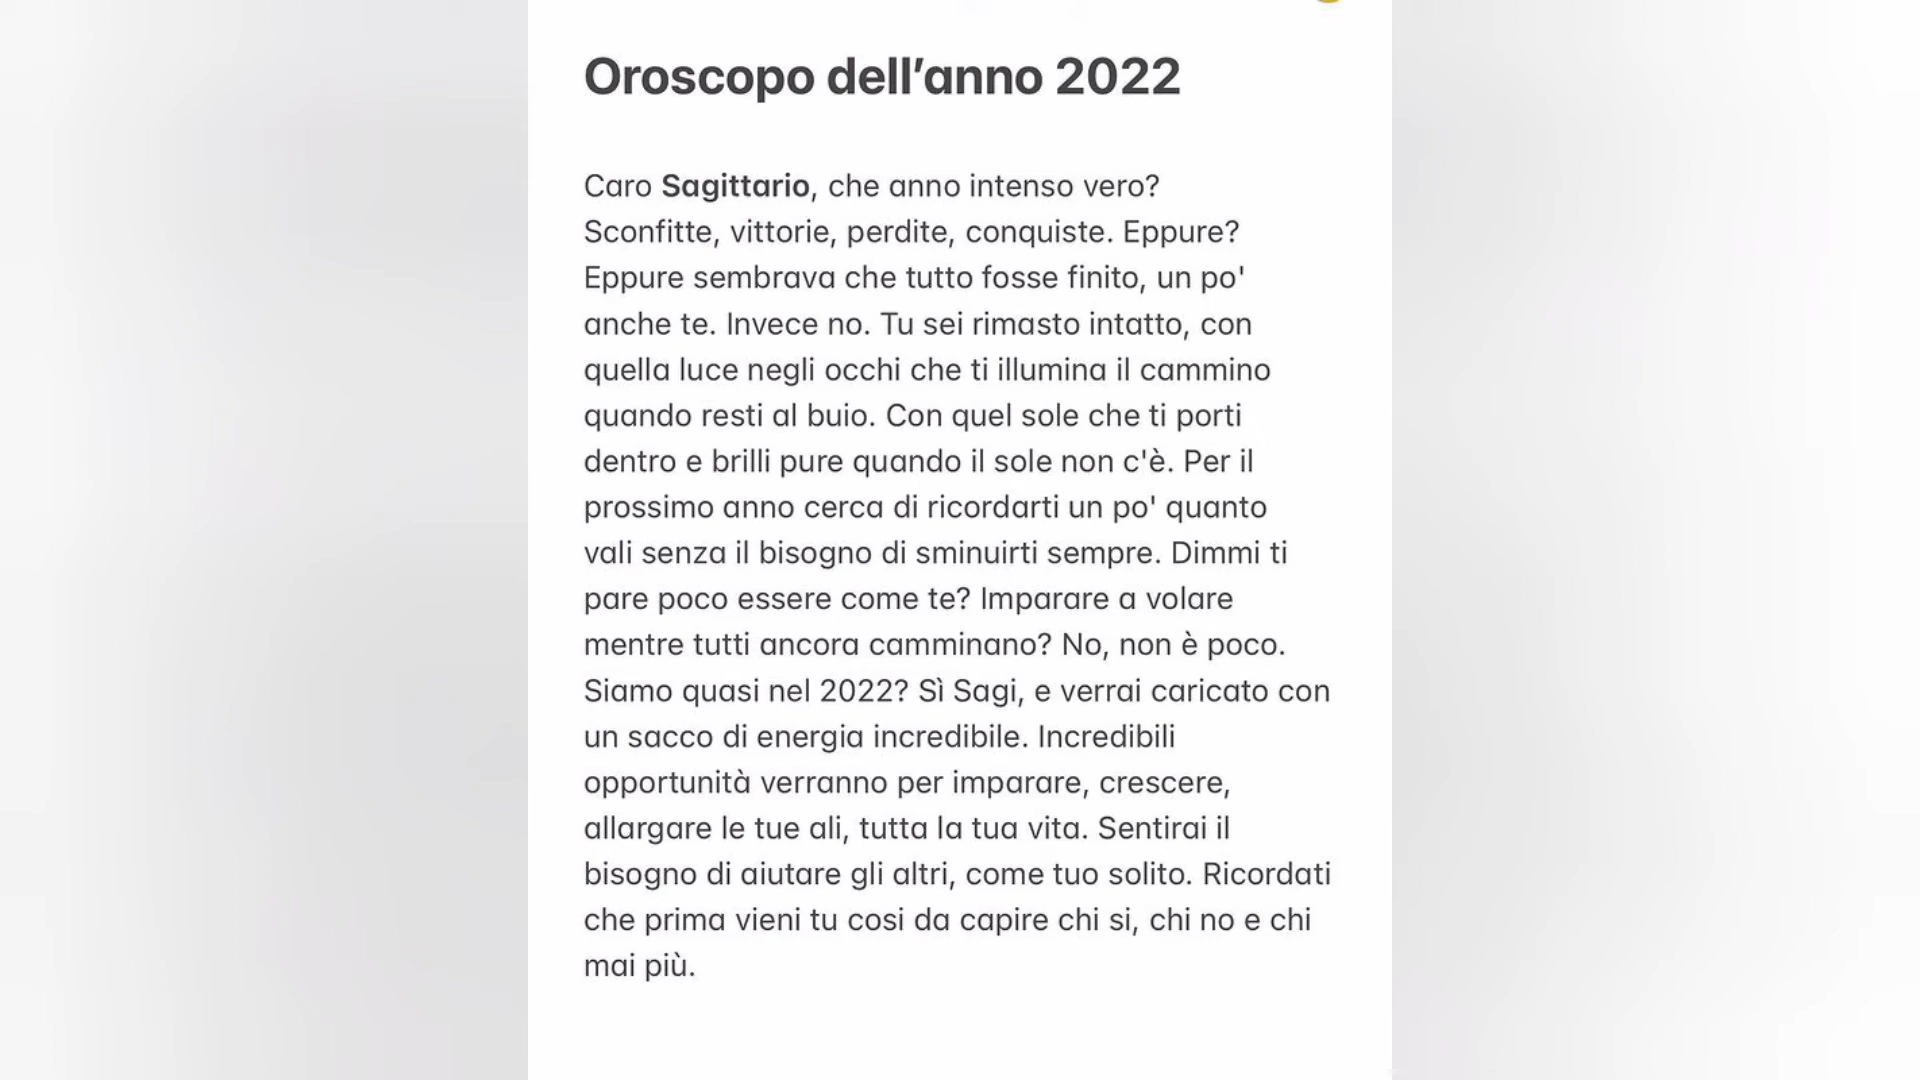 Oroscopo dell’anno 2022
Caro Sagittario, che anno intenso vero?
Sconfitte, vittorie, perdite, conquiste. Eppure?
Eppure sembrava che tutto fosse finito, un po'
anche te. Invece no. Tu sei rimasto intatto, con
quella luce negli occhi che ti illumina il cammino
quando resti al buio. Con quel sole che ti porti
dentro e brilli pure quando il sole non c'è. Per il
prossimo anno cerca di ricordarti un po' quanto
vali senza il bisogno di sminuirti sempre. Dimmi ti
pare poco essere come te? Imparare a volare
mentre tutti ancora camminano? No, non è poco.
Siamo quasi nel 2022? Sì Sagi, e verrai caricato con
un sacco di energia incredibile. Incredibili
opportunità verranno per imparare, crescere,
allargare le tue ali, tutta la tua vita. Sentirai il
bisogno di aiutare gli altri, come tuo solito. Ricordati
che prima vieni tu cosi da capire chi si, chi no e chi
mai più.